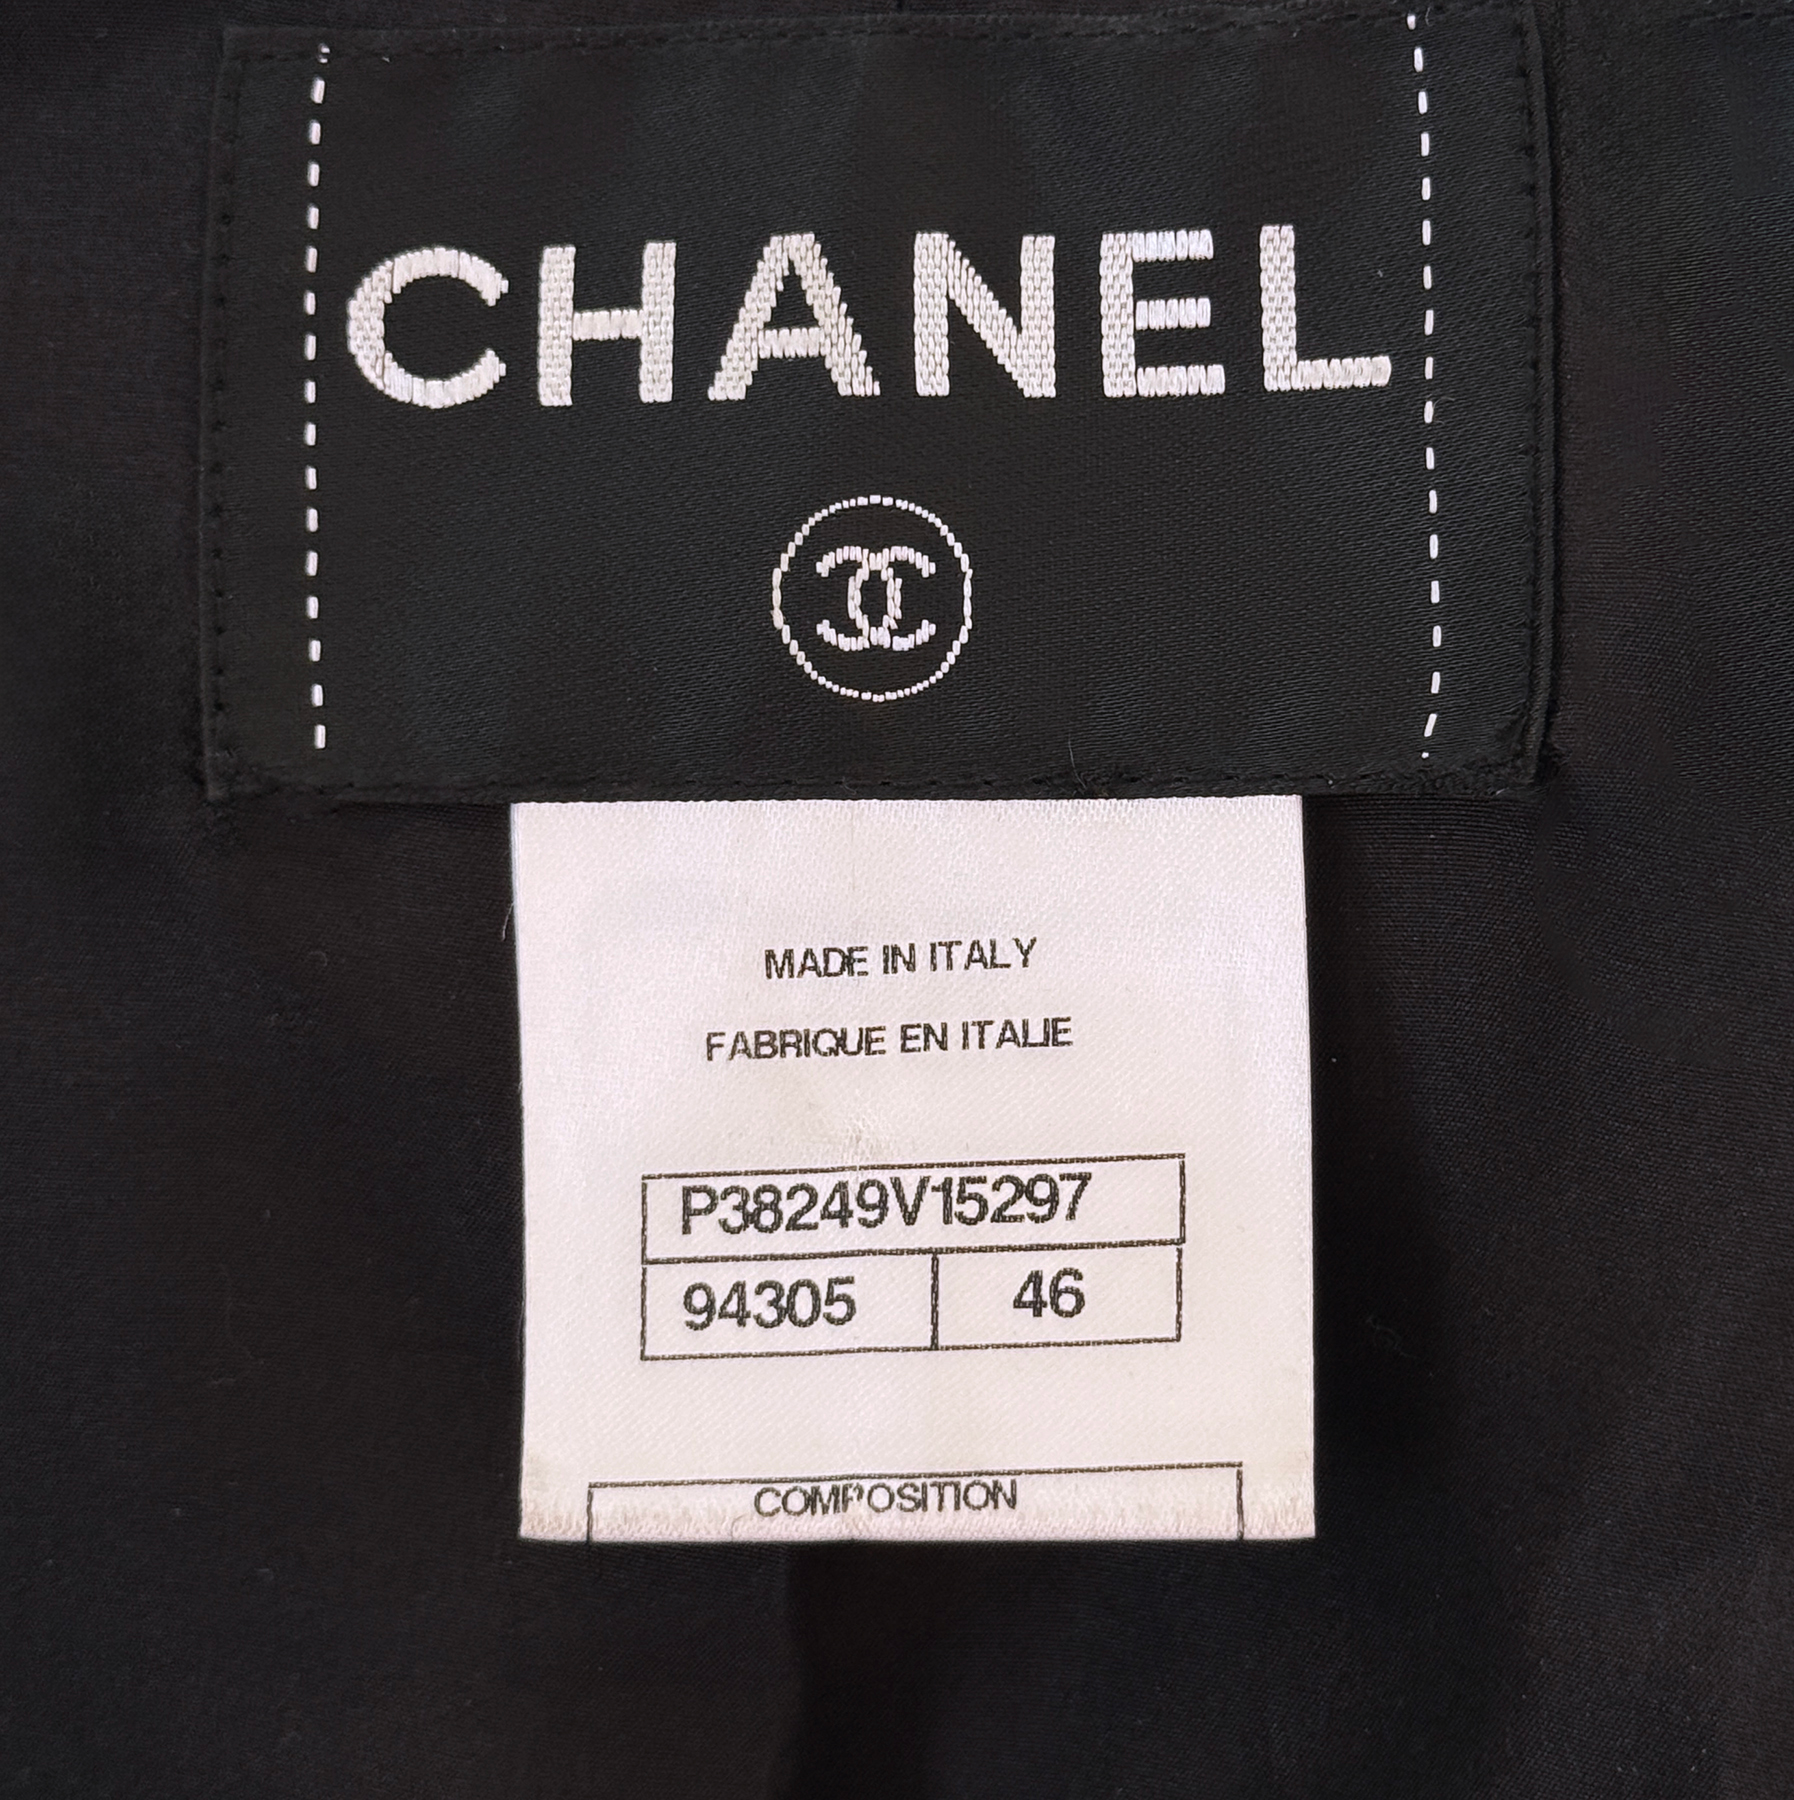 CHANEL
MADE IN ITALY
FABRIQUE EN ITALIE
P38249V15297
94305 46
COMPOSITION